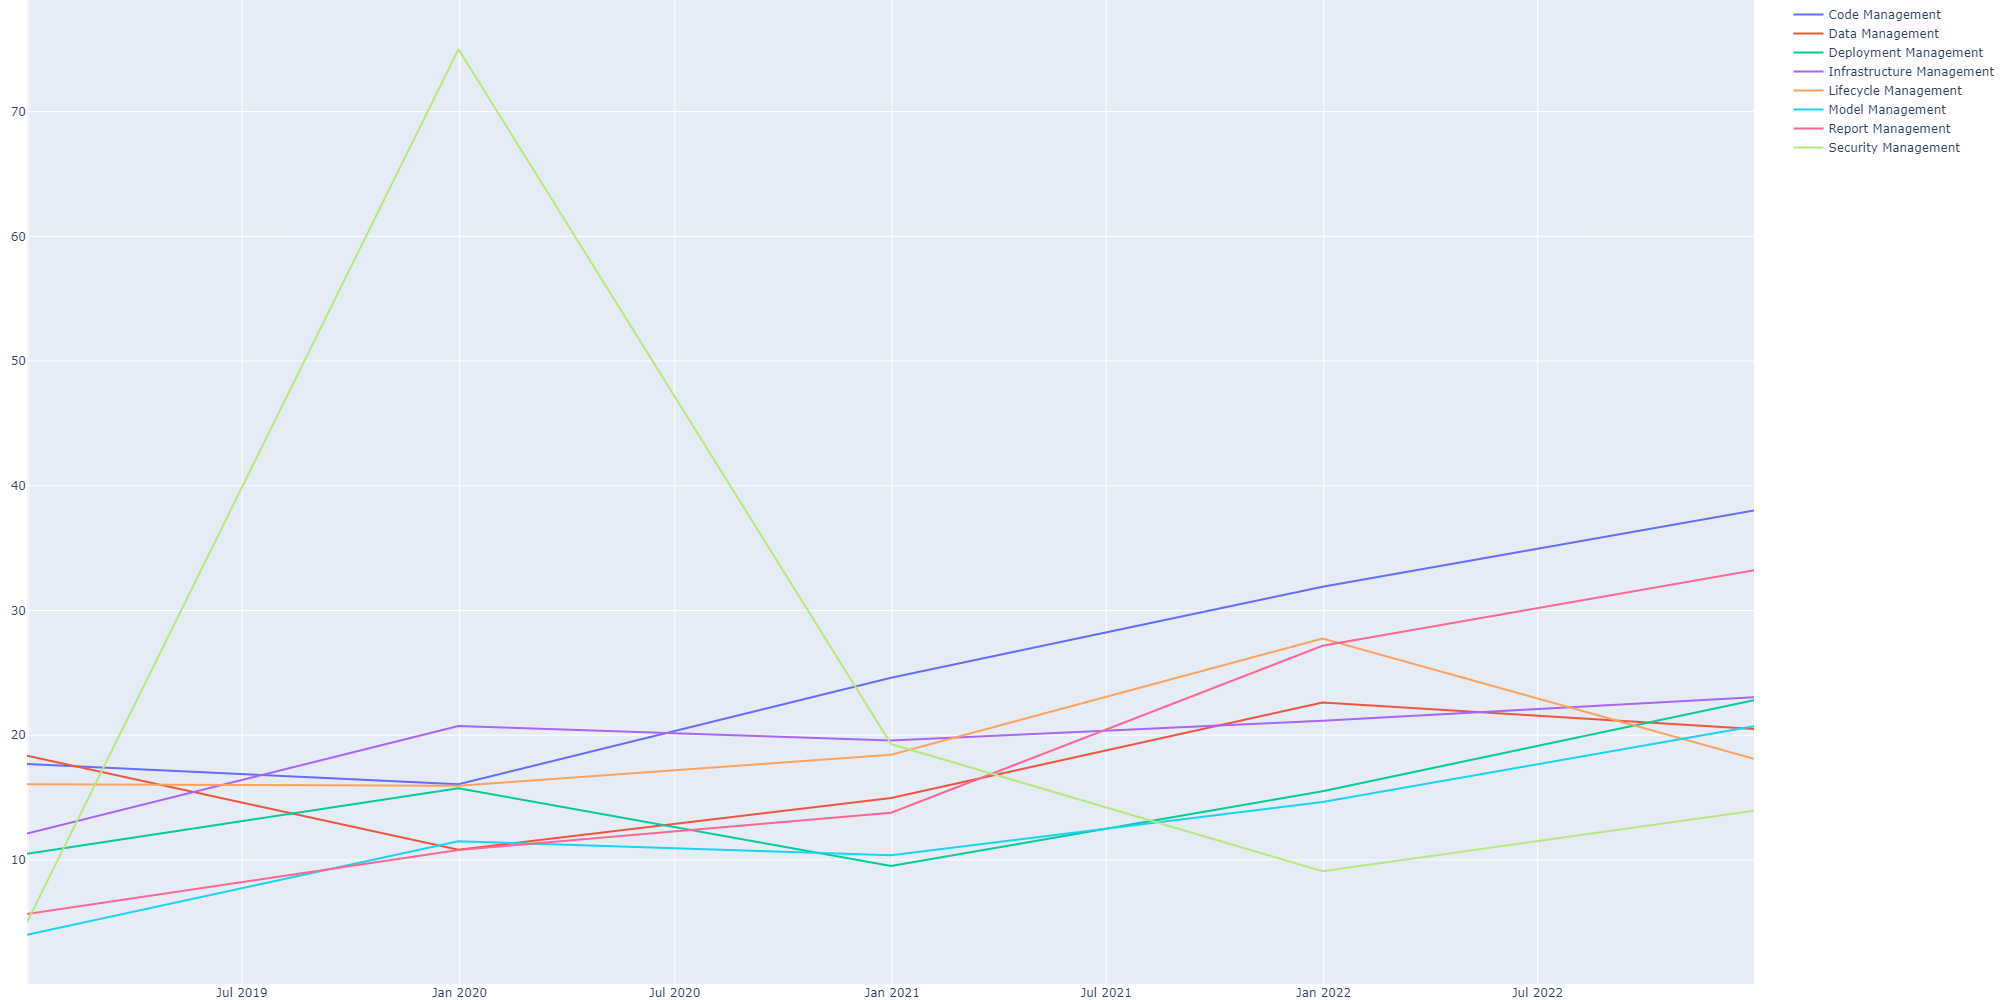 Code Management
Data Management
Deployment Management
Infrastructure Management
Lifecycle Management
Model Management
Report Management
Security Management
70
60
50
40
30
20
10
Jul 2019
Jan 2020
Jul 2020
Jan 2021
Jul 2021
Jan 2022
Jul 2022